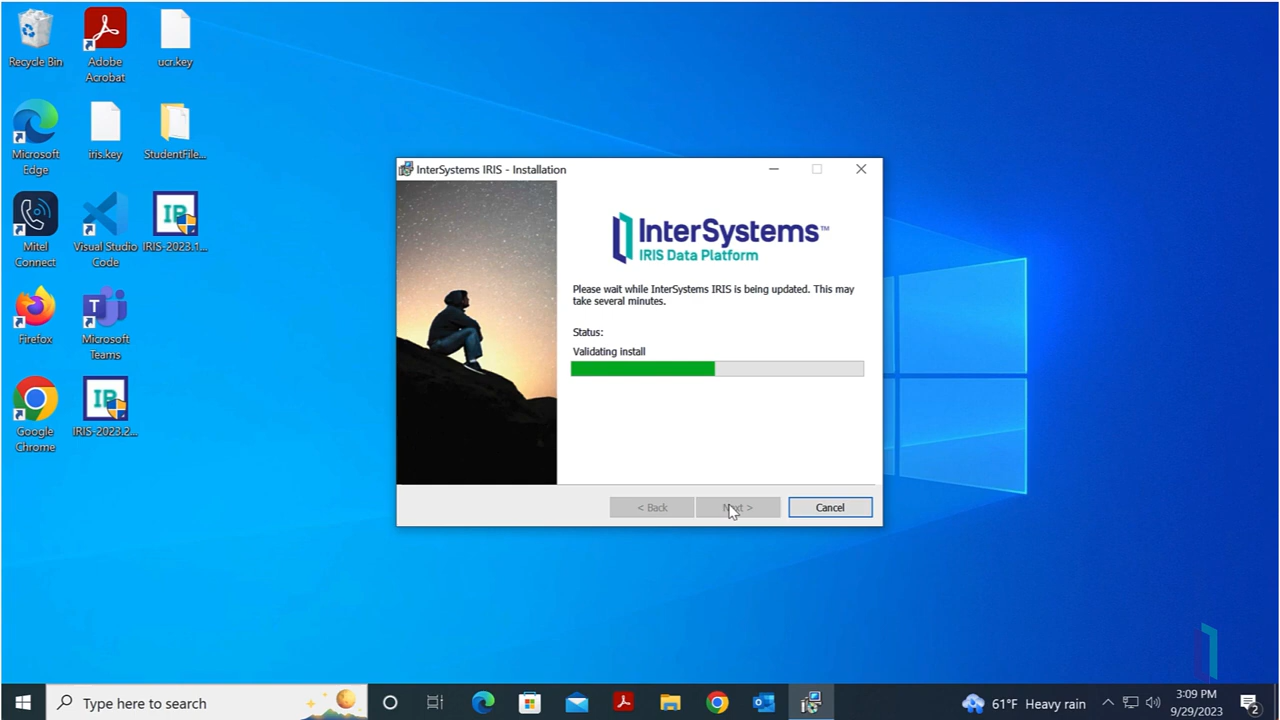 Recycle Bin
Adobe
Acrobat
ucr.key
Microsoft
Edge
iris.key
StudentFile...
Mitel
Connect
Visual Studio
Code
IRIS-2023.1...
Firefox
Microsoft
Teams
Google
Chrome
IRIS-2023.2...
InterSystems IRIS - Installation
InterSystems™
IRIS Data Platform
Please wait while InterSystems IRIS is being updated. This may
take several minutes.
Status:
Validating install
< Back
Next >
Cancel
Type here to search
61°F Heavy rain
3:09 PM
9/29/2023
2